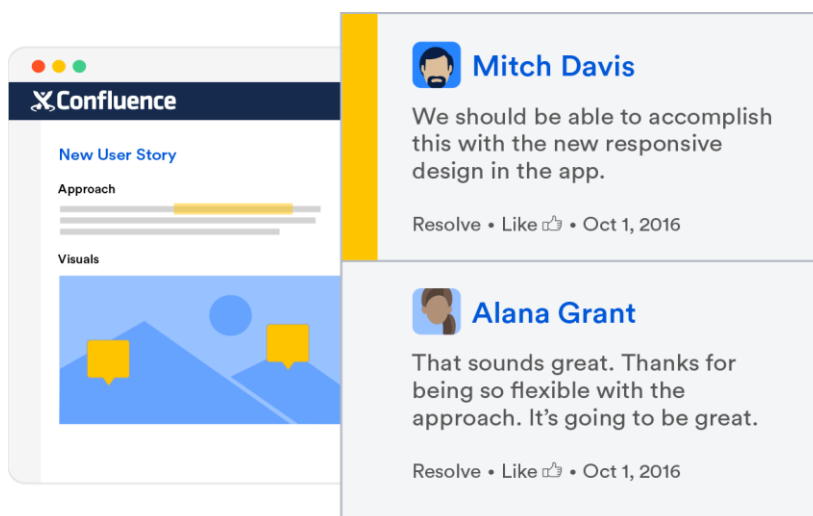 Confluence
New User Story
Approach
Visuals
Mitch Davis
We should be able to accomplish
this with the new responsive
design in the app.
Resolve • Like • Oct 1, 2016
Alana Grant
That sounds great. Thanks for
being so flexible with the
approach. It’s going to be great.
Resolve • Like • Oct 1, 2016